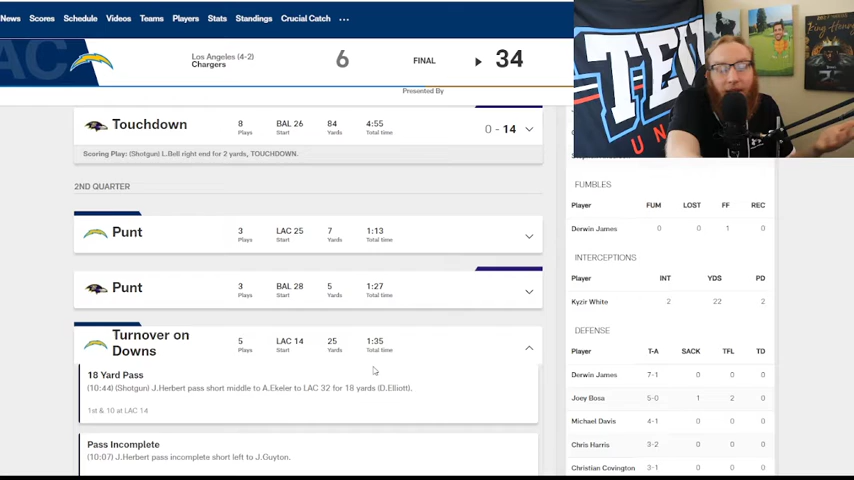 News Scores Schedule Videos Teams Players Stats Standings Crucial Catch ...
AC
Los Angeles (4-2)
Chargers
6
FINAL
34
Presented By
Touchdown
8
Plays
BAL 26
Start
84
Yards
4:55
Total time
0 - 14
Scoring Play: (Shotgun) L.Bell right end for 2 yards, TOUCHDOWN.
2ND QUARTER
Punt
3
Plays
LAC 25
Start
7
Yards
1:13
Total time
Punt
3
Plays
BAL 28
Start
5
Yards
1:27
Total time
Turnover on
Downs
5
Plays
LAC 14
Start
25
Yards
1:35
Total time
18 Yard Pass
(10:44) (Shotgun) J.Herbert pass short middle to A.Ekeler to LAC 32 for 18 yards (D.Elliott).
1st & 10 at LAC 14
Pass Incomplete
(10:07) J.Herbert pass incomplete short left to J.Guyton.
FUMBLES
Player FUM LOST FF REC
Derwin James 0 0 1 0
INTERCEPTIONS
Player INT YDS PD
Kyzir White 2 22 2
DEFENSE
Player T-A SACK TFL TD
Derwin James 7-1 0 0 0
Joey Bosa 5-0 1 2 0
Michael Davis 4-1 0 0 0
Chris Harris 3-2 0 0 0
Christian Covington 3-1 0 0 0
KING HENRY